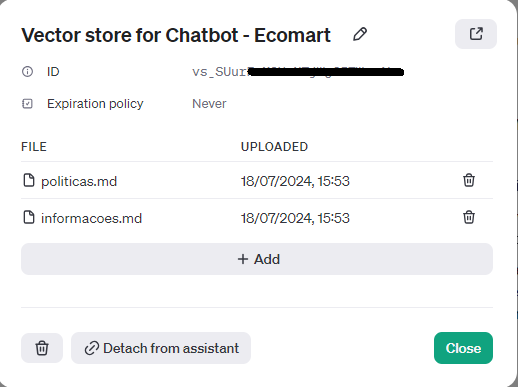 Vector store for Chatbot - Ecomart
ID vs_SUur
Expiration policy Never
FILE UPLOADED
politicas.md 18/07/2024, 15:53
informacoes.md 18/07/2024, 15:53
+ Add
Detach from assistant Close